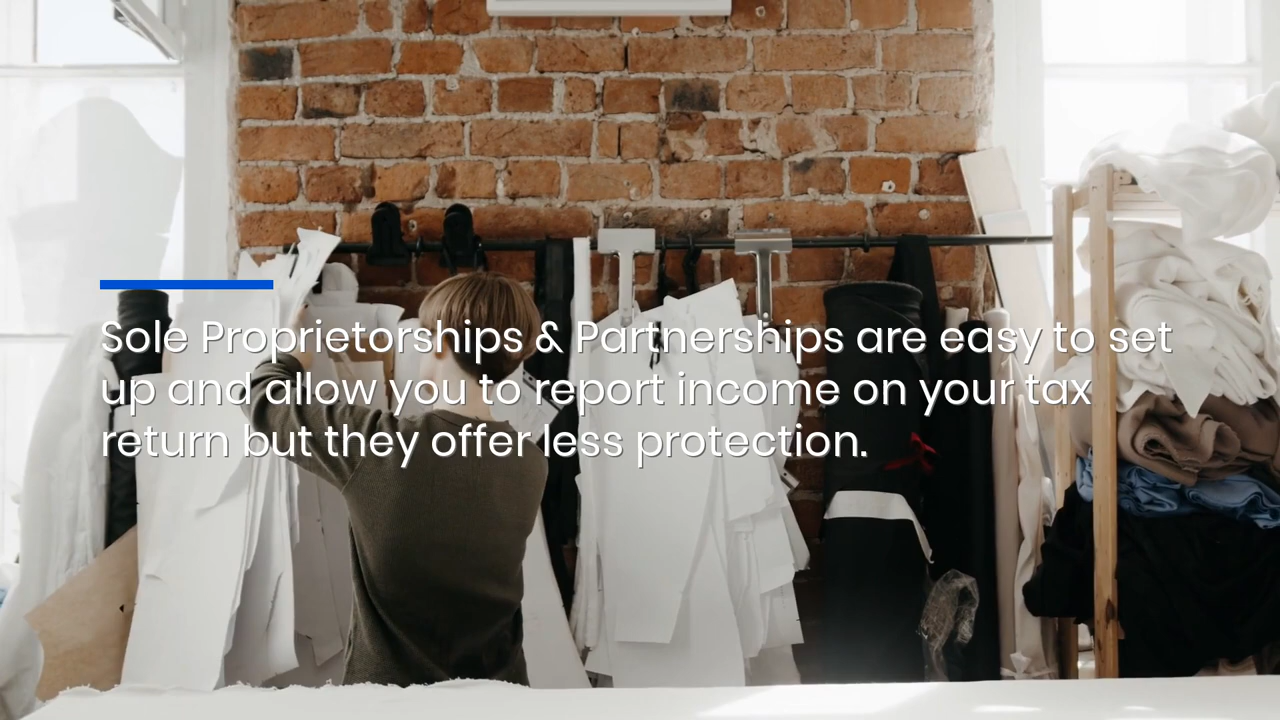 Sole Proprietorships & Partnerships are easy to set
up and allow you to report income on your tax
return but they offer less protection.